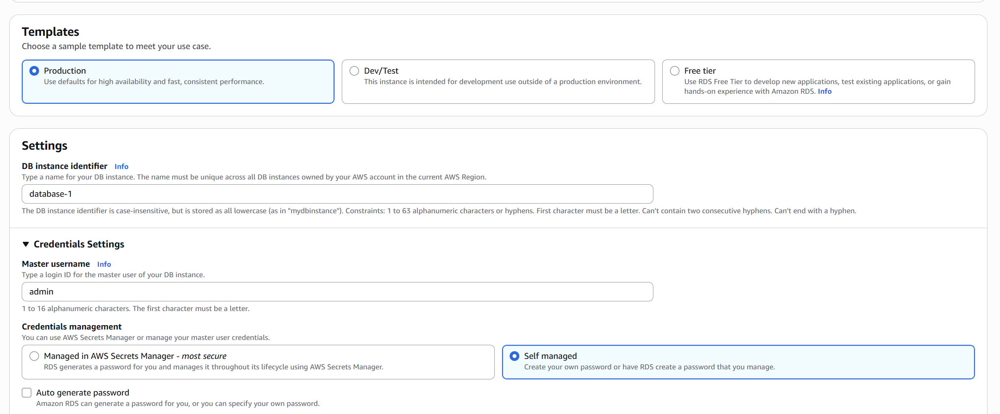 Templates
Choose a sample template to meet your use case.
Production
Use defaults for high availability and fast, consistent performance.
Dev/Test
This instance is intended for development use outside of a production environment.
Free tier
Use RDS Free Tier to develop new applications, test existing applications, or gain
hands-on experience with Amazon RDS. Info
Settings
DB instance identifier Info
Type a name for your DB instance. The name must be unique across all DB instances owned by your AWS account in the current AWS Region.
database-1
The DB instance identifier is case-insensitive, but is stored as all lowercase (as in "mydbinstance"). Constraints: 1 to 63 alphanumeric characters or hyphens. First character must be a letter. Can't contain two consecutive hyphens. Can't end with a hyphen.
Credentials Settings
Master username Info
Type a login ID for the master user of your DB instance.
admin
1 to 16 alphanumeric characters. The first character must be a letter.
Credentials management
You can use AWS Secrets Manager or manage your master user credentials.
Managed in AWS Secrets Manager - most secure
RDS generates a password for you and manages it throughout its lifecycle using AWS Secrets Manager.
Self managed
Create your own password or have RDS create a password that you manage.
Auto generate password
Amazon RDS can generate a password for you, or you can specify your own password.